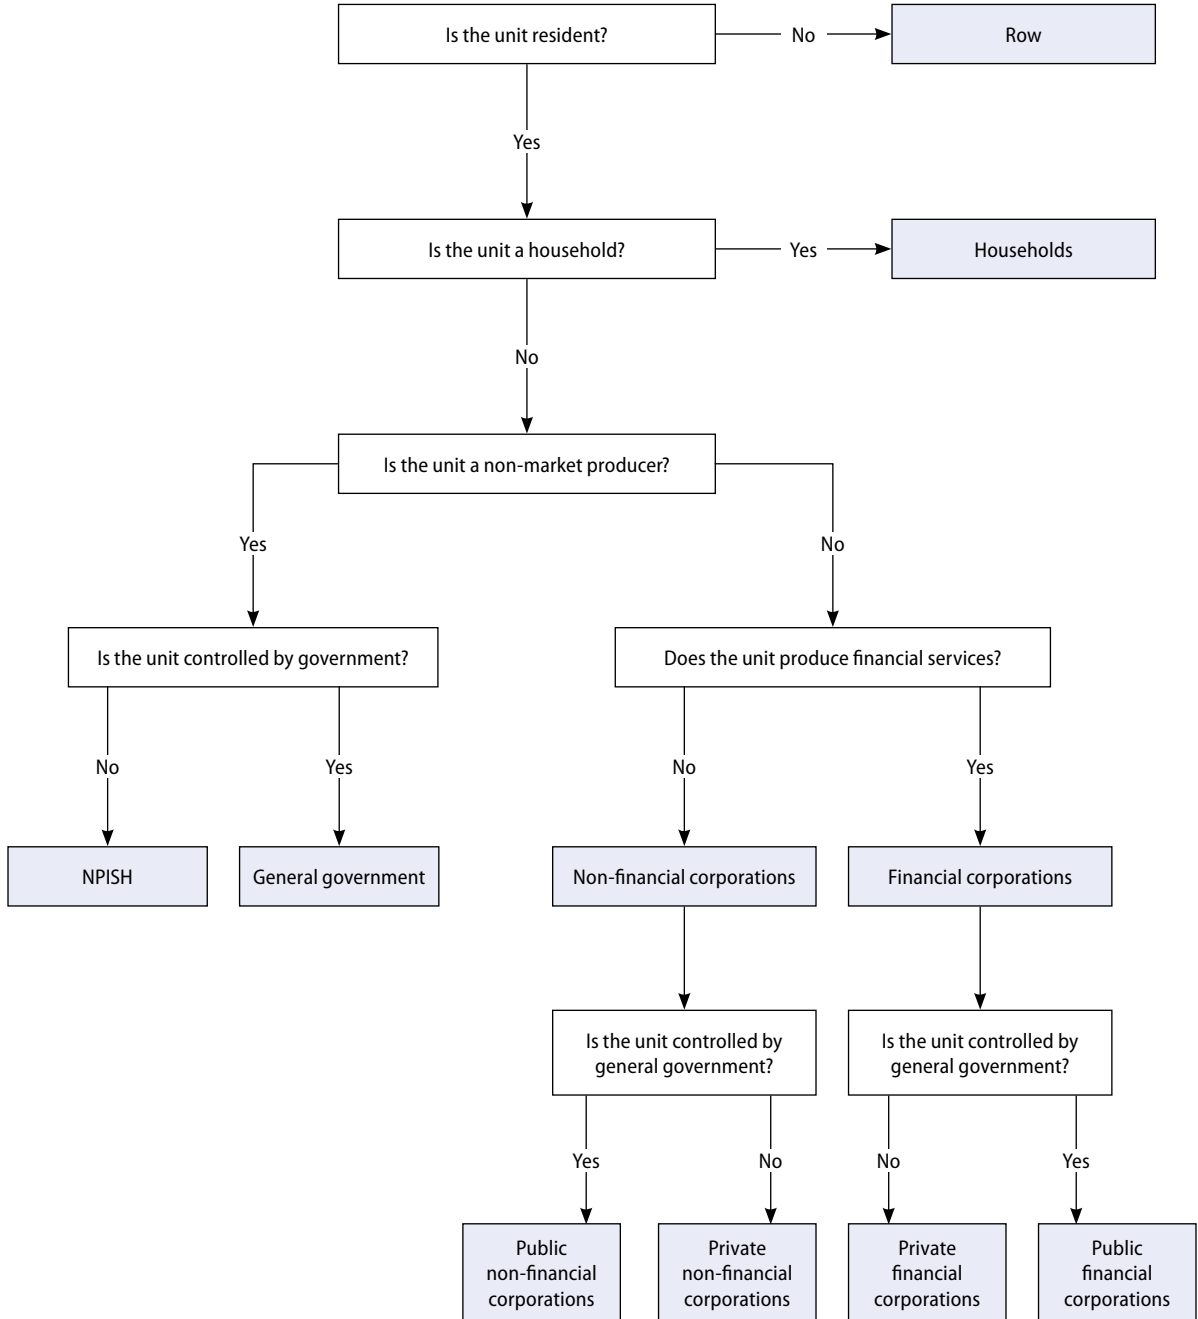 Is the unit resident?
No
Row
Yes
Is the unit a household?
Yes
Households
No
Is the unit a non-market producer?
Yes
No
Is the unit controlled by government?
Does the unit produce financial services?
No
Yes
No
Yes
NPISH
General government
Non-financial corporations
Financial corporations
Is the unit controlled by
general government?
Is the unit controlled by
general government?
Yes
No
No
Yes
Public
non-financial
corporations
Private
non-financial
corporations
Private
financial
corporations
Public
financial
corporations